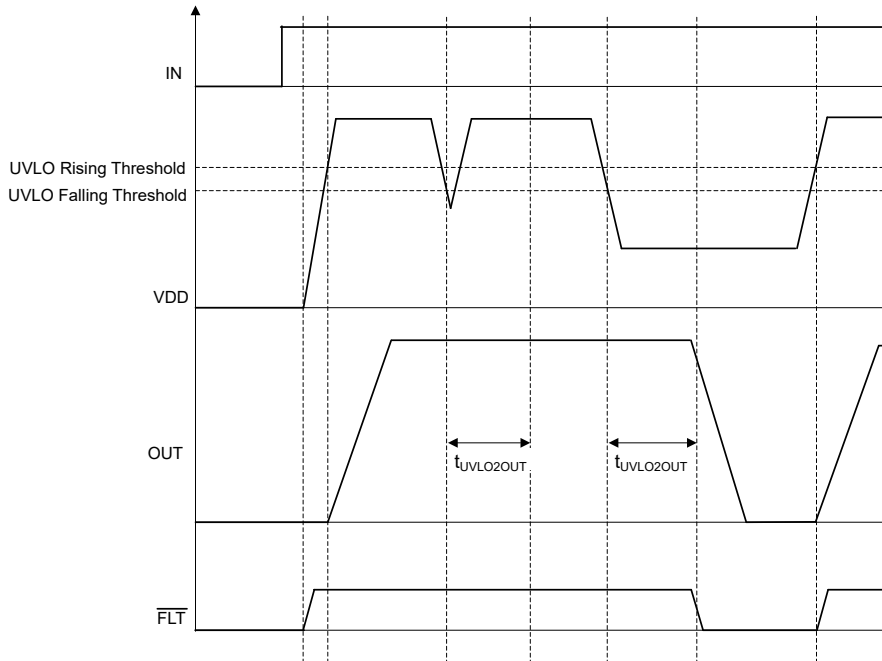 IN
UVLO Rising Threshold
UVLO Falling Threshold
VDD
OUT
tUVLO2OUT
tUVLO2OUT
FLT